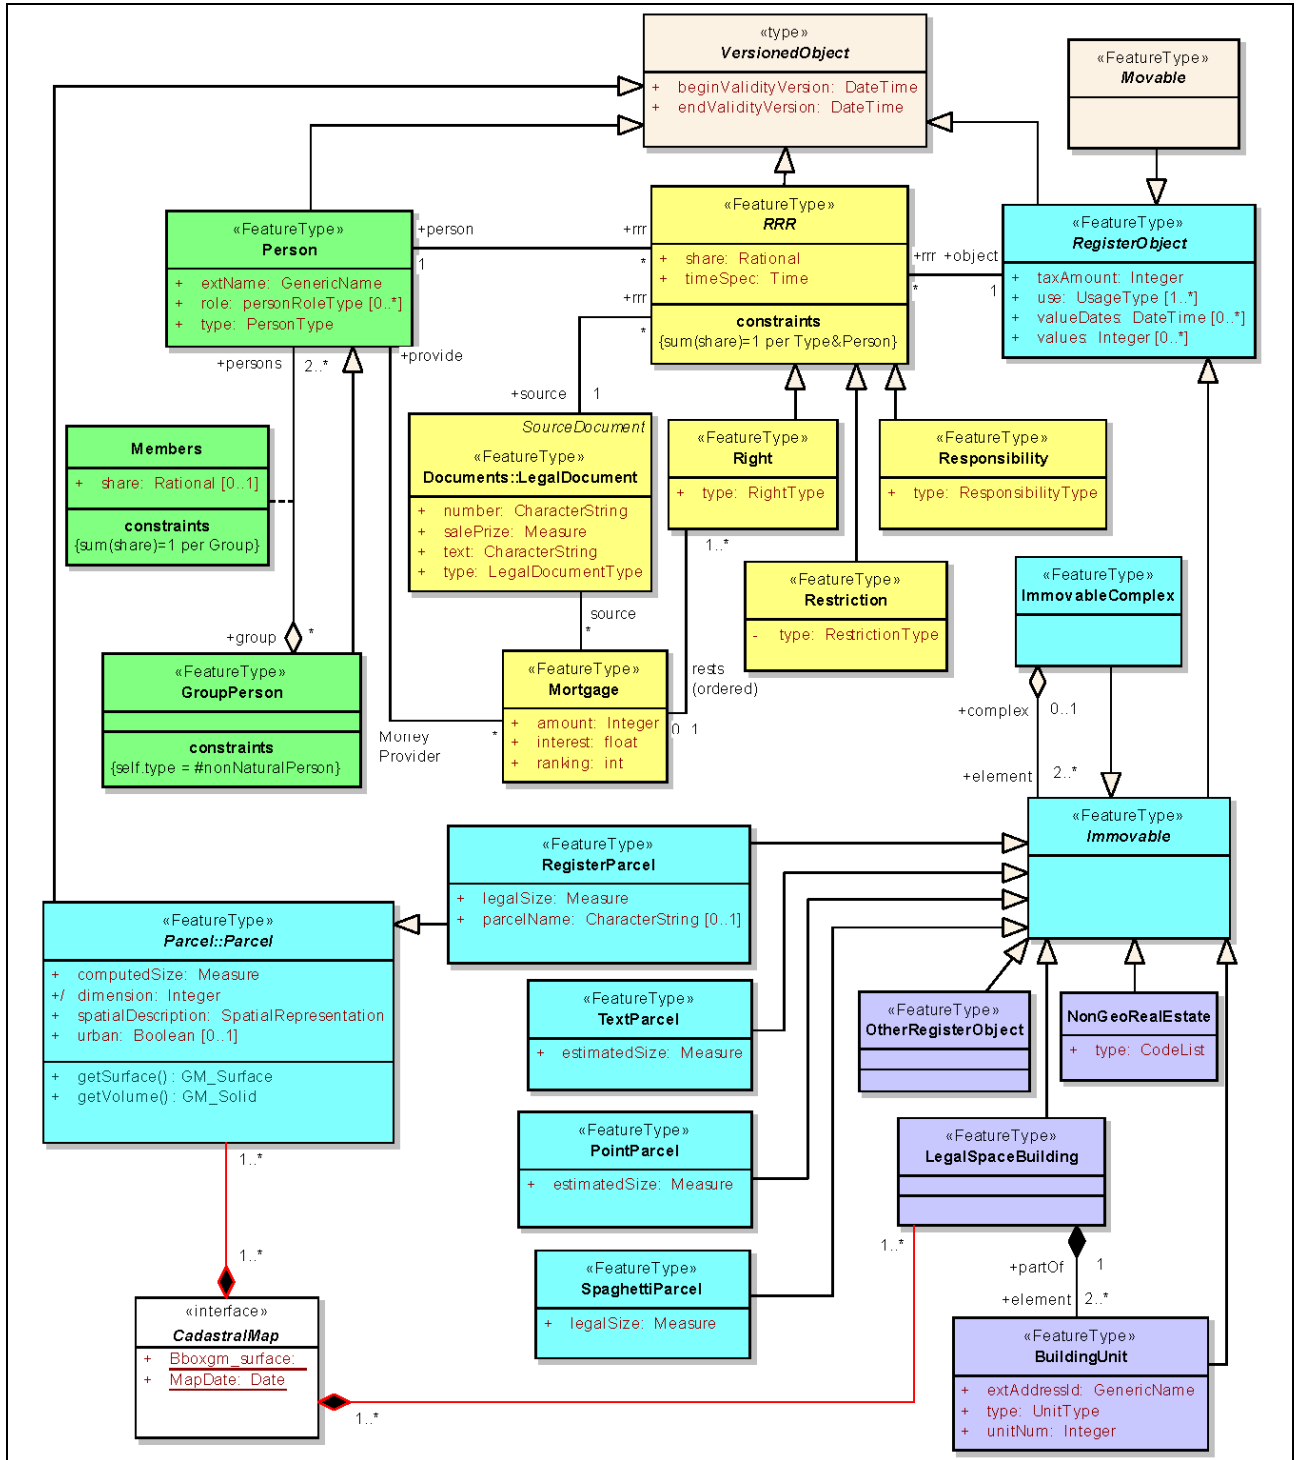 «type»
VersionedObject
+ beginValidityVersion: DateTime
+ endValidityVersion: DateTime
«FeatureType»
Movable
«FeatureType»
Person
+ extName: GenericName
+ role: personRoleType [0..*]
+ type: PersonType
+person
1
+rrr
*
«FeatureType»
RRR
+ share: Rational
+ timeSpec: Time
constraints
{sum(share)=1 per Type&Person}
+rrr +object
* 1
«FeatureType»
RegisterObject
+ taxAmount: Integer
+ use: UsageType [1..*]
+ valueDates: DateTime [0..*]
+ values: Integer [0..*]
+rrr
*
+persons
2..*
+provide
+source 1
Members
+ share: Rational [0..1]
constraints
{sum(share)=1 per Group}
SourceDocument
«FeatureType»
Documents::LegalDocument
+ number: CharacterString
+ salePrize: Measure
+ text: CharacterString
+ type: LegalDocumentType
«FeatureType»
Right
+ type: RightType
1..*
«FeatureType»
Responsibility
+ type: ResponsibilityType
«FeatureType»
Restriction
- type: RestrictionType
«FeatureType»
ImmovableComplex
source
*
+group *
«FeatureType»
GroupPerson
constraints
{self.type = #nonNaturalPerson}
«FeatureType»
Mortgage
+ amount: Integer
+ interest: float
+ ranking: int
rests
(ordered)
0 1
Money
Provider
*
+complex 0..1
+element 2..*
«FeatureType»
Immovable
«FeatureType»
RegisterParcel
+ legalSize: Measure
+ parcelName: CharacterString [0..1]
«FeatureType»
Parcel::Parcel
+ computedSize: Measure
+/ dimension: Integer
+ spatialDescription: SpatialRepresentation
+ urban: Boolean [0..1]
+ getSurface() : GM_Surface
+ getVolume() : GM_Solid
«FeatureType»
TextParcel
+ estimatedSize: Measure
«FeatureType»
OtherRegisterObject
NonGeoRealEstate
+ type: CodeList
«FeatureType»
PointParcel
+ estimatedSize: Measure
«FeatureType»
LegalSpaceBuilding
1..*
1..*
1..*
+partOf 1
+element 2..*
«FeatureType»
SpaghettiParcel
+ legalSize: Measure
«interface»
CadastralMap
+ Bboxgm_surface:
+ MapDate: Date
1..*
«FeatureType»
BuildingUnit
+ extAddressId: GenericName
+ type: UnitType
+ unitNum: Integer